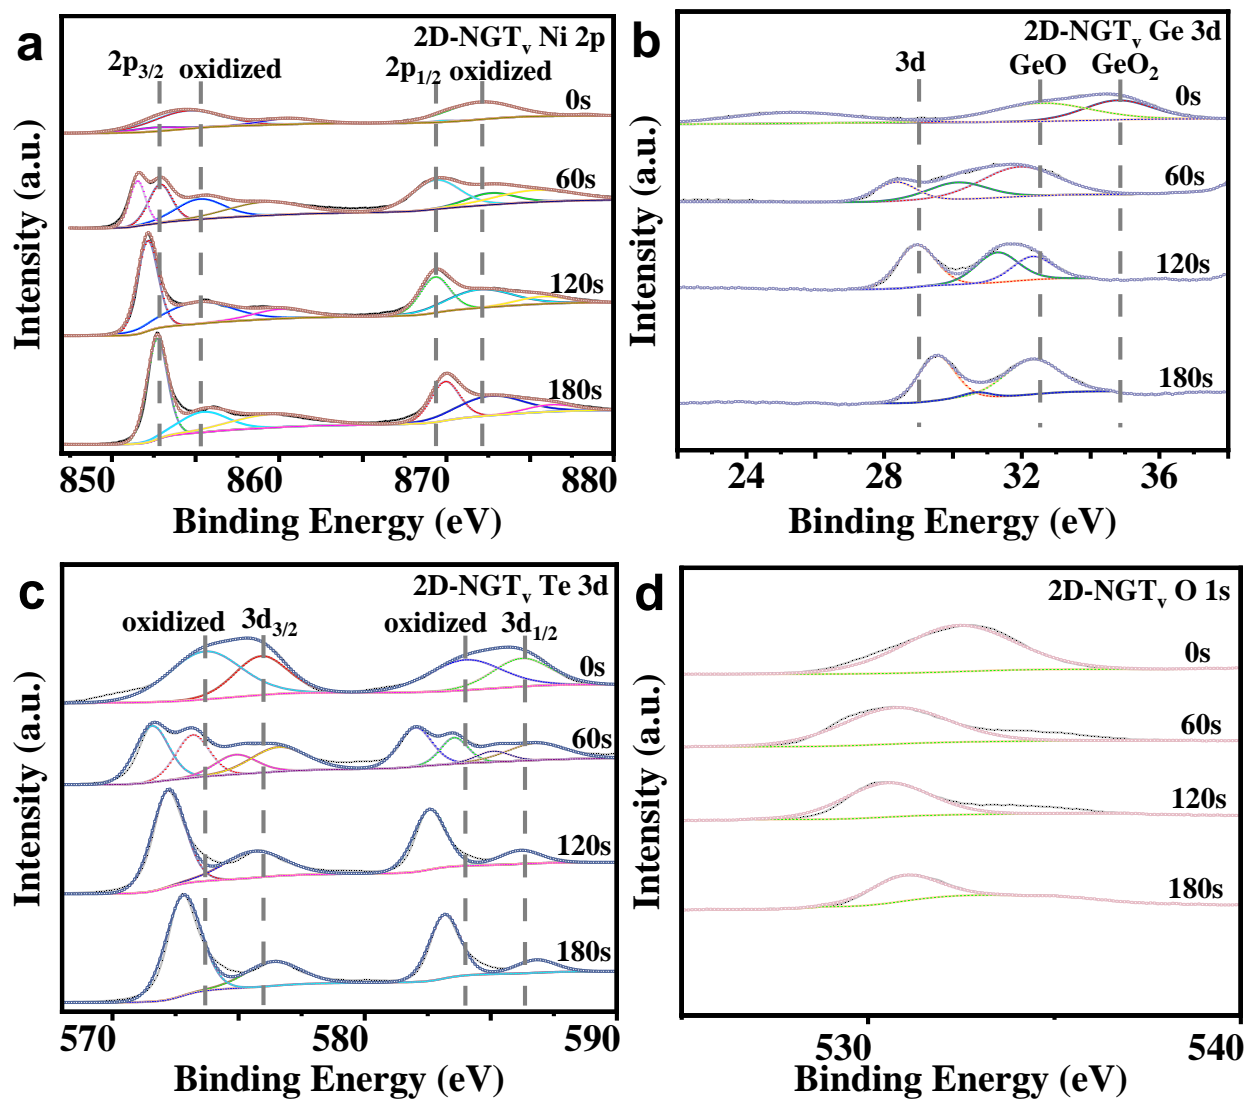 a
2D-NGTv Ni 2p
2p3/2 oxidized
2p1/2 oxidized
0s
60s
120s
180s
Intensity (a.u.)
850 860 870 880
Binding Energy (eV)
b
2D-NGTv Ge 3d
3d GeO GeO2
0s
60s
120s
180s
Intensity (a.u.)
24 28 32 36
Binding Energy (eV)
c
2D-NGTv Te 3d
oxidized 3d3/2 oxidized 3d1/2
0s
60s
120s
180s
Intensity (a.u.)
570 580 590
Binding Energy (eV)
d
2D-NGTv O 1s
0s
60s
120s
180s
Intensity (a.u.)
530 540
Binding Energy (eV)